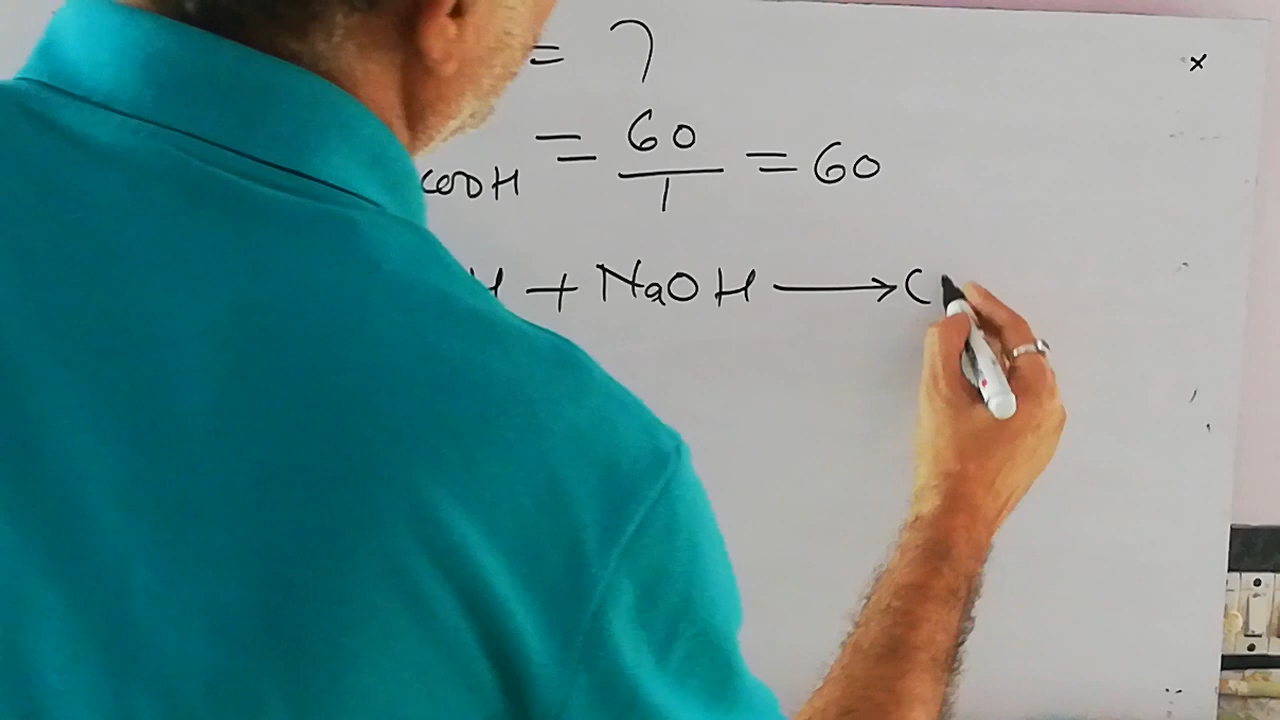 = ?
COOH = 60/1 = 60
H + NaOH ⟶ C
x